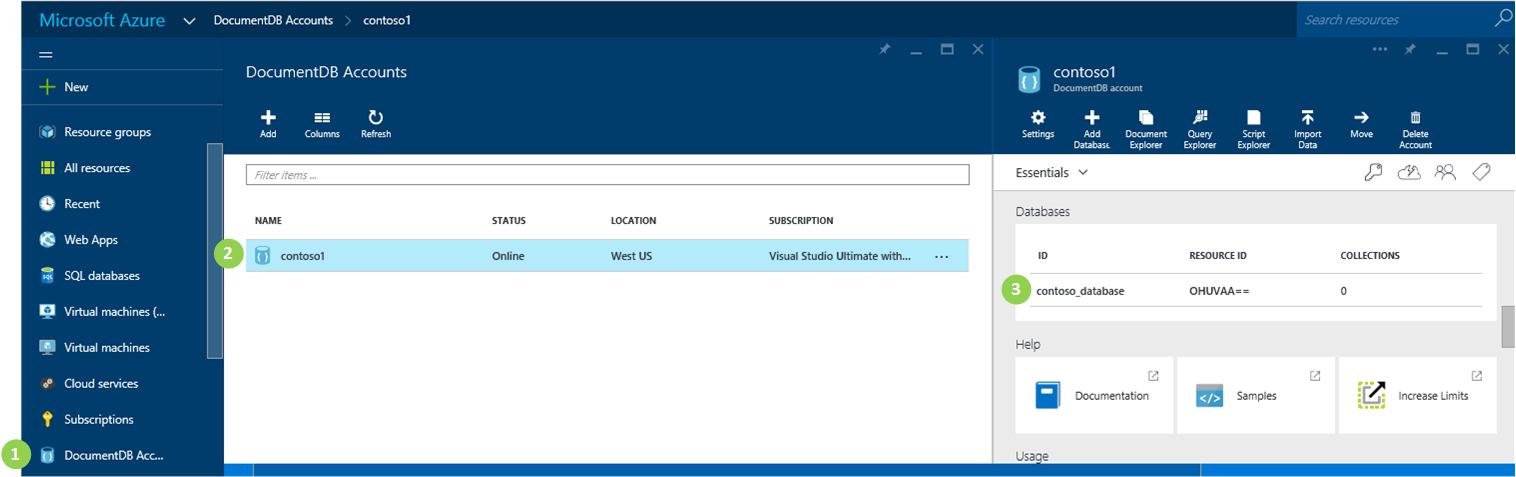 Microsoft Azure DocumentDB Accounts > contoso1 Search resources
New
Resource groups
All resources
Recent
Web Apps
SQL databases
Virtual machines (...
Virtual machines
Cloud services
Subscriptions
1 DocumentDB Acc...
DocumentDB Accounts
Add Columns Refresh
Filter items ...
NAME STATUS LOCATION SUBSCRIPTION
2 contoso1 Online West US Visual Studio Ultimate with... ...
contoso1
DocumentDB account
Settings Add Database Document Explorer Query Explorer Script Explorer Import Data Move Delete Account
Essentials
Databases
ID RESOURCE ID COLLECTIONS
3 contoso_database OHUVAA== 0
Help
Documentation Samples Increase Limits
Usage